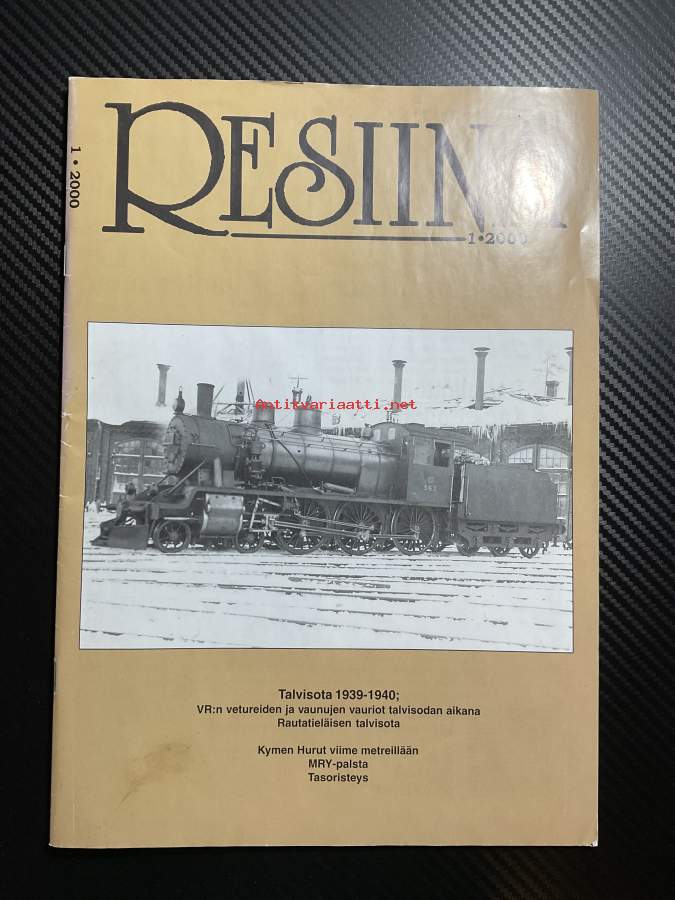 RESIINA
1•2000
1 • 2000
Antikvariaatti.net
Talvisota 1939-1940;
VR:n vetureiden ja vaunujen vauriot talvisodan aikana
Rautatieläisen talvisota
Kymen Hurut viime metreillään
MRY-palsta
Tasoristeys